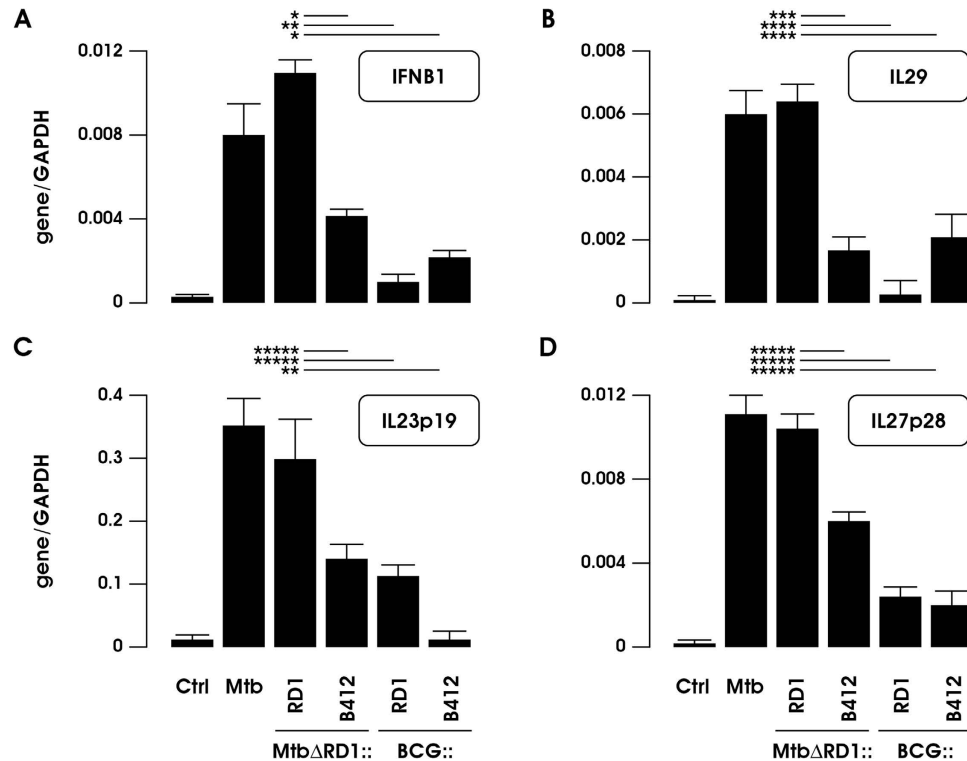 A
*
**
*
IFNB1
0.012
0.008
0.004
0
gene/GAPDH
B
***
****
****
IL29
0.008
0.006
0.004
0.002
0
C
*****
*****
**
IL23p19
0.4
0.3
0.2
0.1
0
gene/GAPDH
Ctrl Mtb RD1 B412 RD1 B412
MtbΔRD1:: BCG::
D
*****
*****
*****
IL27p28
0.012
0.008
0.004
0
Ctrl Mtb RD1 B412 RD1 B412
MtbΔRD1:: BCG::